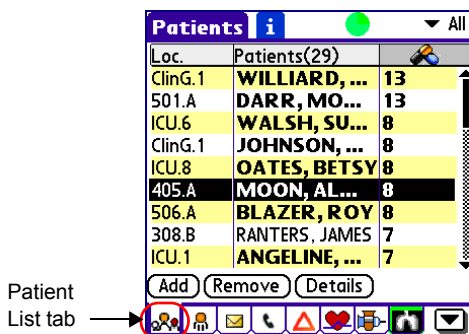 Patients i All
Loc. Patients(29)
ClinG.1 WILLIARD, ... 13
501.A DARR, MO... 13
ICU.6 WALSH, SU... 8
ClinG.1 JOHNSON, ... 8
ICU.8 OATES, BETSY 8
405.A MOON, AL... 8
506.A BLAZER, ROY 8
308.B RANTERS, JAMES 7
ICU.1 ANGELINE, ... 7
Add Remove Details
Patient
List tab